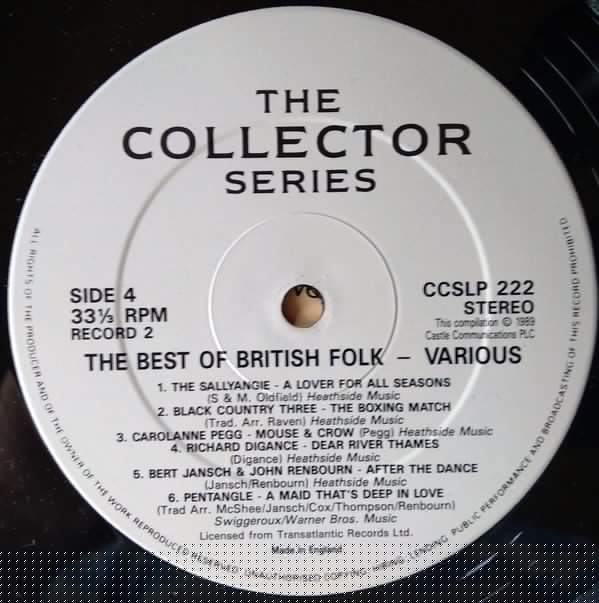 THE
COLLECTOR
SERIES
SIDE 4
33⅓ RPM
RECORD 2
CCSLP 222
STEREO
This compilation © 1989
Castle Communications PLC
THE BEST OF BRITISH FOLK – VARIOUS
1. THE SALLYANGIE - A LOVER FOR ALL SEASONS
(S & M. Oldfield) Heathside Music
2. BLACK COUNTRY THREE - THE BOXING MATCH
(Trad. Arr. Raven) Heathside Music
3. CAROLANNE PEGG - MOUSE & CROW (Pegg) Heathside Music
4. RICHARD DIGANCE - DEAR RIVER THAMES
(Digance) Heathside Music
5. BERT JANSCH & JOHN RENBOURN - AFTER THE DANCE
(Jansch/Renbourn) Heathside Music
6. PENTANGLE - A MAID THAT'S DEEP IN LOVE
(Trad Arr. McShee/Jansch/Cox/Thompson/Renbourn)
Swiggeroux/Warner Bros. Music
Licensed from Transatlantic Records Ltd.
Made in England.
ALL RIGHTS OF THE PRODUCER AND OF THE OWNER OF THE WORK REPRODUCED RESERVED. UNAUTHORISED COPYING, HIRING, LENDING, PUBLIC PERFORMANCE AND BROADCASTING OF THIS RECORD PROHIBITED